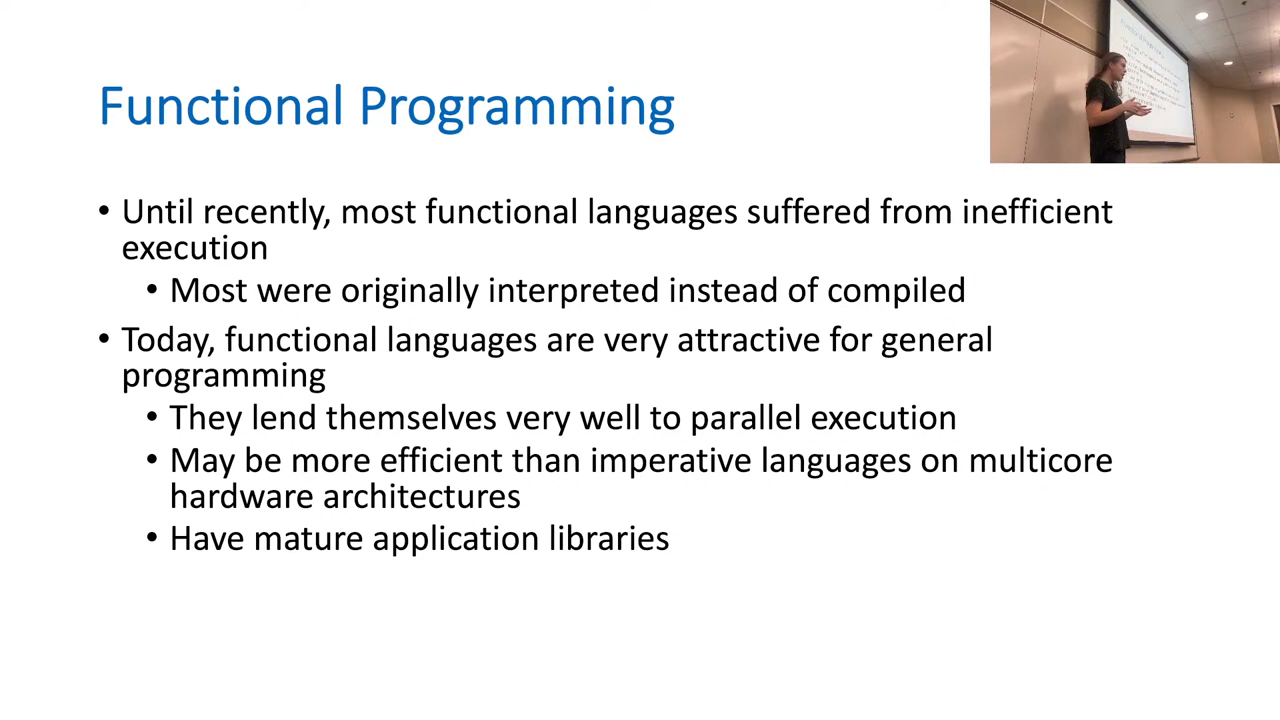 Functional Programming
• Until recently, most functional languages suffered from inefficient
execution
• Most were originally interpreted instead of compiled
• Today, functional languages are very attractive for general
programming
• They lend themselves very well to parallel execution
• May be more efficient than imperative languages on multicore
hardware architectures
• Have mature application libraries